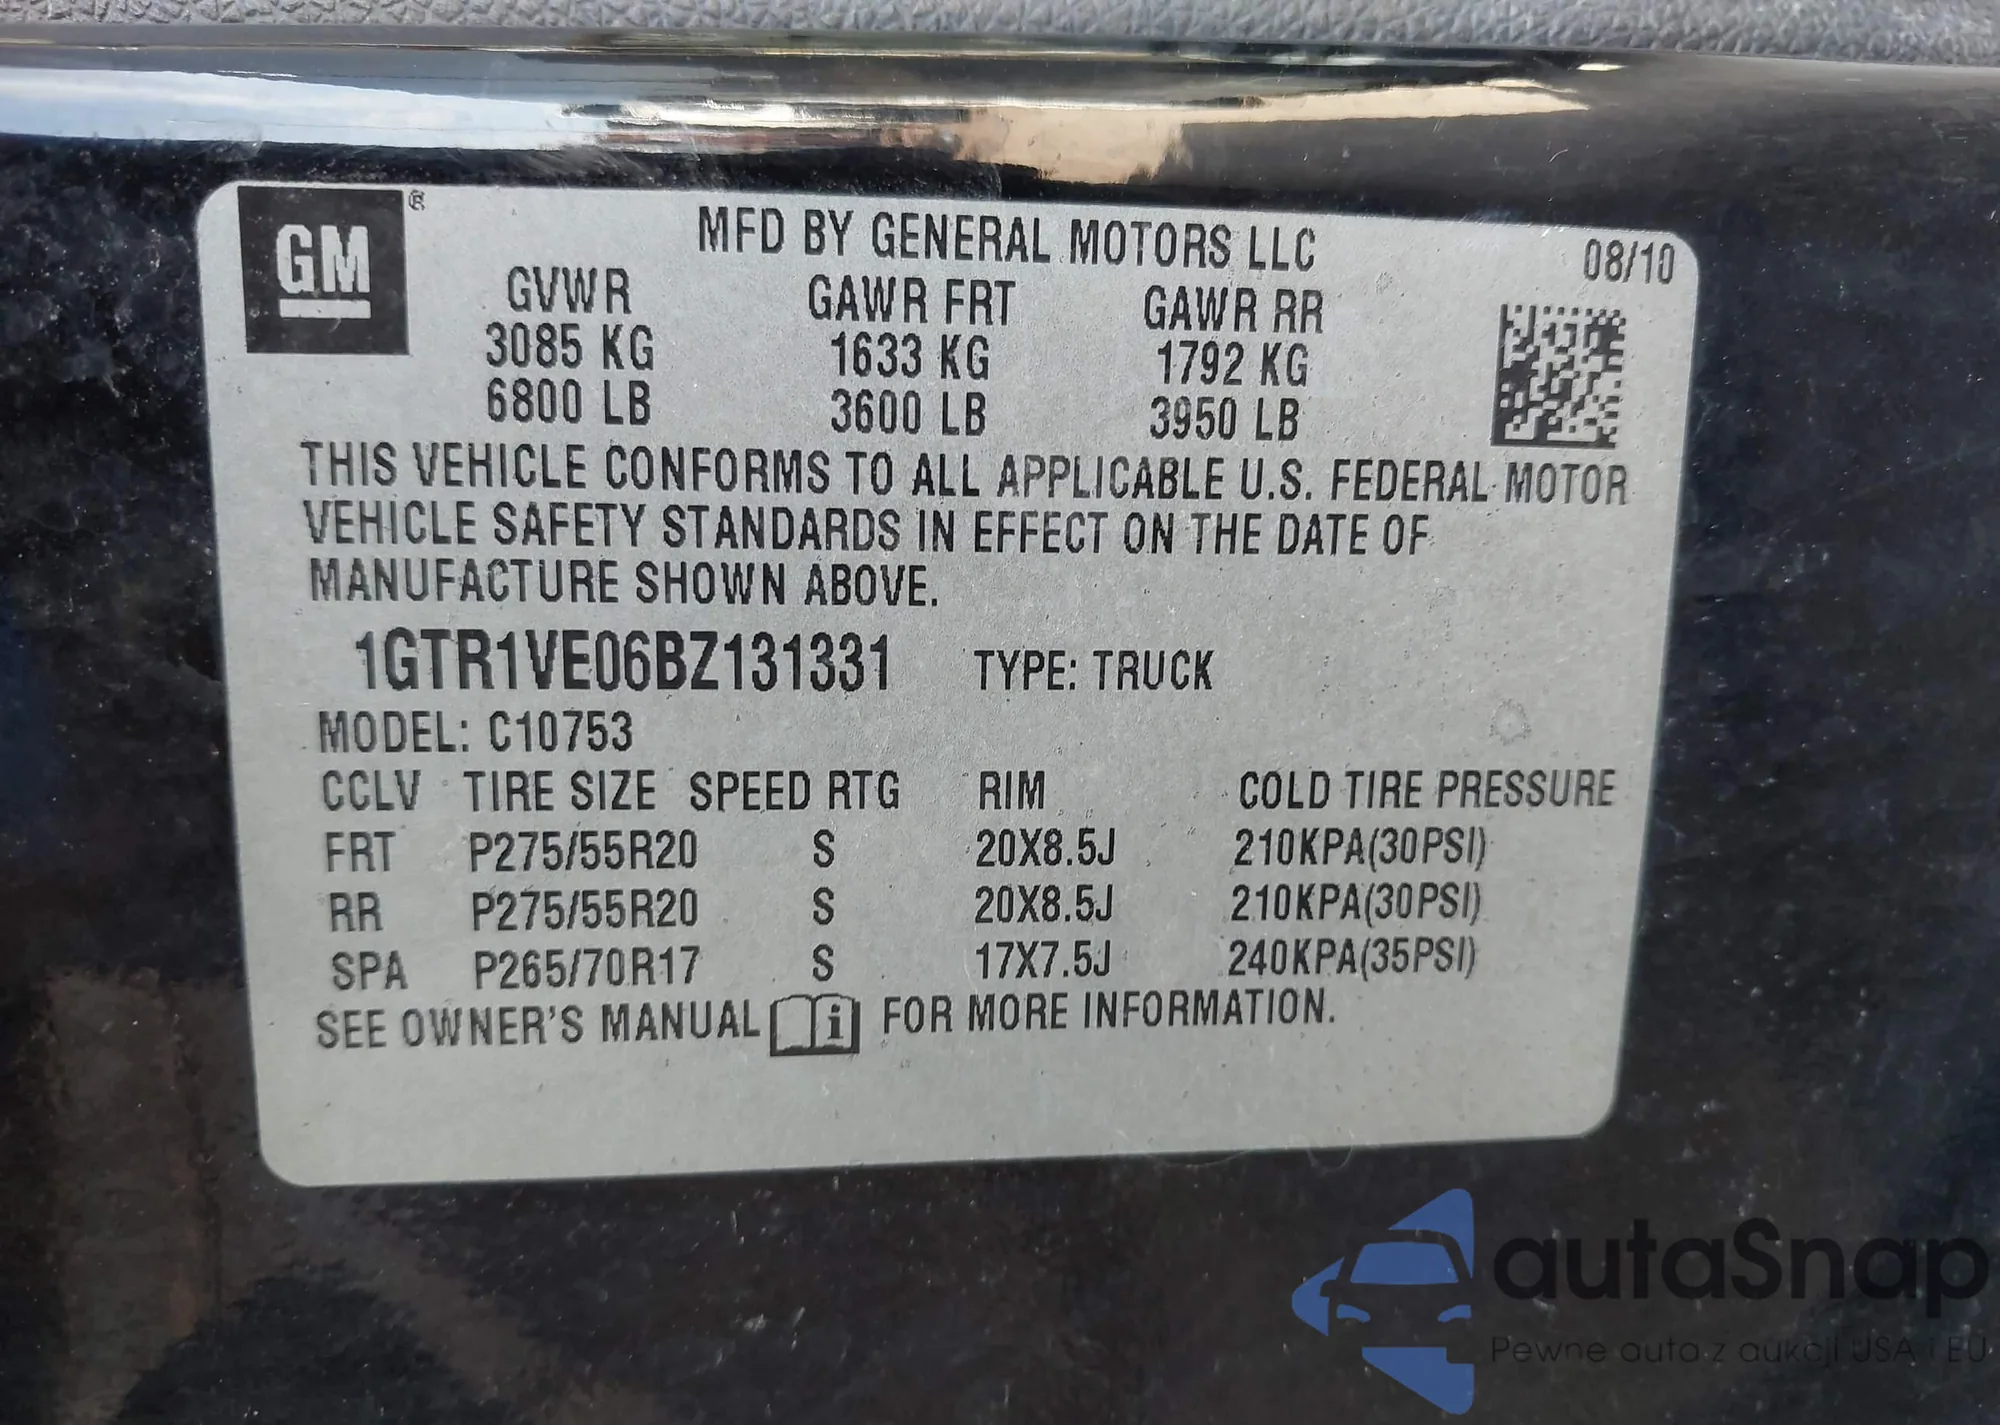 GM ®
MFD BY GENERAL MOTORS LLC 08/10
GVWR GAWR FRT GAWR RR
3085 KG 1633 KG 1792 KG
6800 LB 3600 LB 3950 LB
THIS VEHICLE CONFORMS TO ALL APPLICABLE U.S. FEDERAL MOTOR
VEHICLE SAFETY STANDARDS IN EFFECT ON THE DATE OF
MANUFACTURE SHOWN ABOVE.
1GTR1VE06BZ131331 TYPE: TRUCK
MODEL: C10753
CCLV TIRE SIZE SPEED RTG RIM COLD TIRE PRESSURE
FRT P275/55R20 S 20X8.5J 210KPA(30PSI)
RR P275/55R20 S 20X8.5J 210KPA(30PSI)
SPA P265/70R17 S 17X7.5J 240KPA(35PSI)
SEE OWNER'S MANUAL i FOR MORE INFORMATION.
autaSnap
Pewne auta z aukcji USA i EU